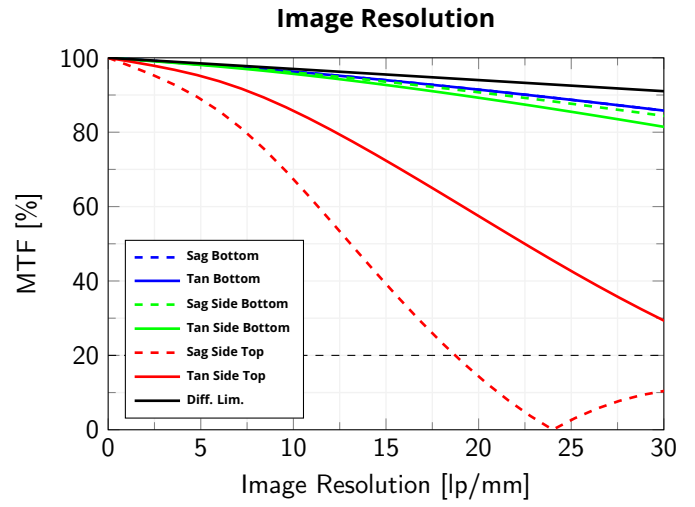 Image Resolution
100
80
60
40
20
0
MTF [%]
Sag Bottom
Tan Bottom
Sag Side Bottom
Tan Side Bottom
Sag Side Top
Tan Side Top
Diff. Lim.
0 5 10 15 20 25 30
Image Resolution [lp/mm]